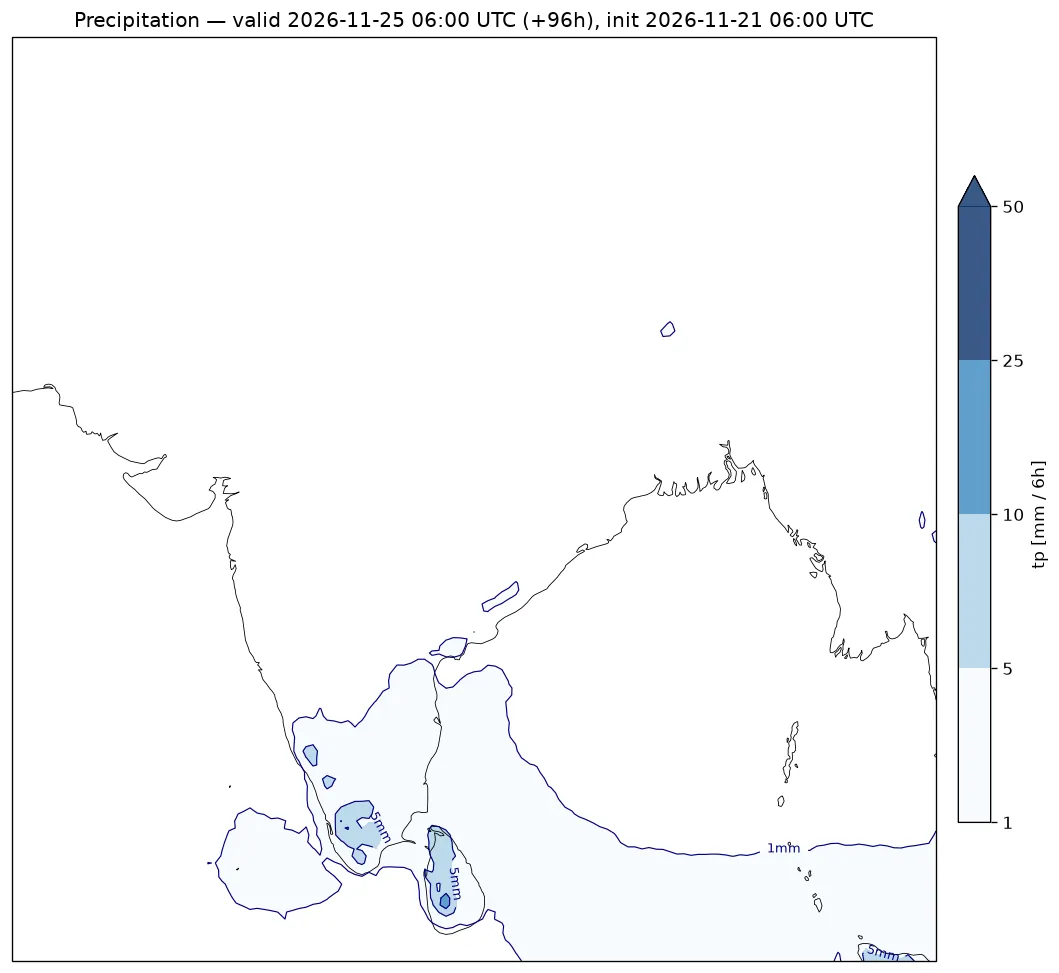 Precipitation — valid 2026-11-25 06:00 UTC (+96h), init 2026-11-21 06:00 UTC
50
25
10
5
1
tp [mm / 6h]
5mm
1mm
5mm
5mm